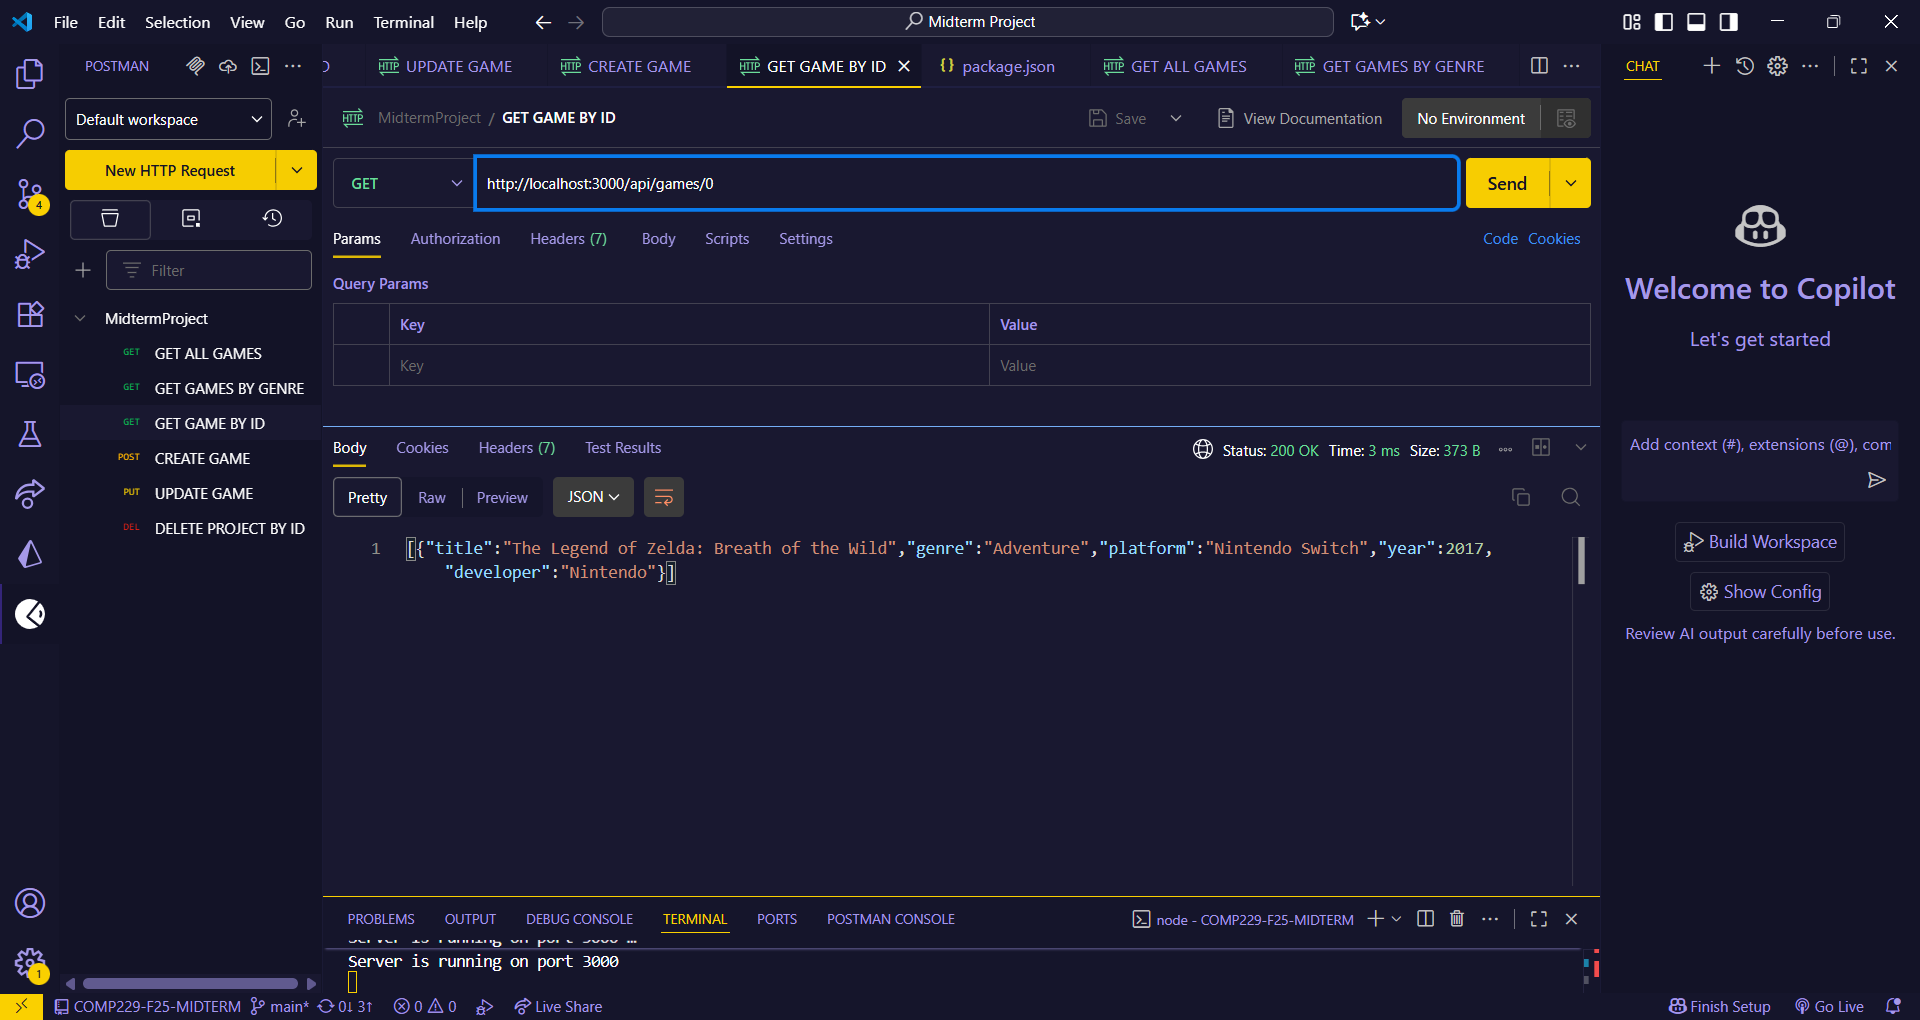 File Edit Selection View Go Run Terminal Help
Midterm Project
POSTMAN
UPDATE GAME
CREATE GAME
GET GAME BY ID
{} package.json
GET ALL GAMES
GET GAMES BY GENRE
CHAT
Default workspace
MidtermProject / GET GAME BY ID
Save
View Documentation
No Environment
New HTTP Request
GET
http://localhost:3000/api/games/0
Send
Params Authorization Headers (7) Body Scripts Settings
Code Cookies
Filter
Query Params
Key Value
Key Value
MidtermProject
GET GET ALL GAMES
GET GET GAMES BY GENRE
GET GET GAME BY ID
POST CREATE GAME
PUT UPDATE GAME
DEL DELETE PROJECT BY ID
Body Cookies Headers (7) Test Results
Status: 200 OK Time: 3 ms Size: 373 B
Pretty Raw Preview JSON
1 [{"title":"The Legend of Zelda: Breath of the Wild","genre":"Adventure","platform":"Nintendo Switch","year":2017,
"developer":"Nintendo"}]
Welcome to Copilot
Let's get started
Add context (#), extensions (@), com
Build Workspace
Show Config
Review AI output carefully before use.
PROBLEMS OUTPUT DEBUG CONSOLE TERMINAL PORTS POSTMAN CONSOLE
node - COMP229-F25-MIDTERM
Server is running on port 3000 …
Server is running on port 3000
4
1
COMP229-F25-MIDTERM main* 0↓ 3↑ 0 0 Live Share
Finish Setup Go Live